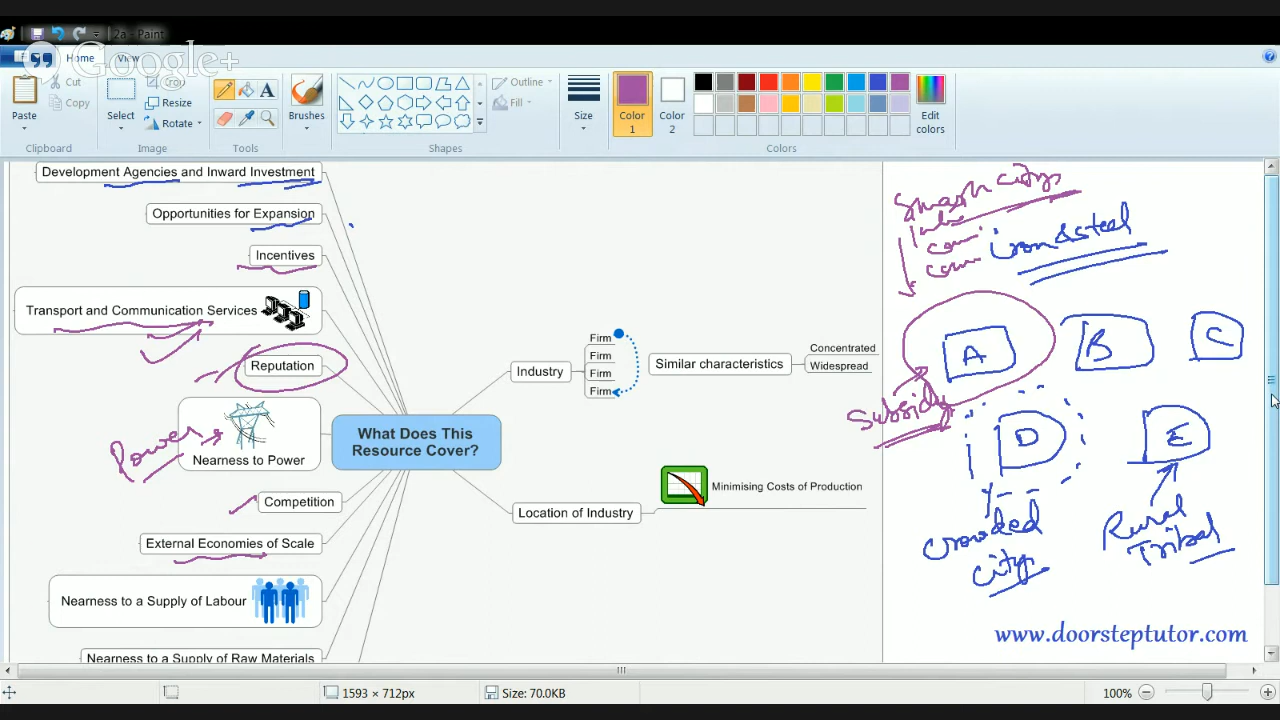 2a - Paint
Google+
Home
View
Paste
Cut
Copy
Clipboard
Select
Crop
Resize
Rotate
Image
Tools
Brushes
Shapes
Outline
Fill
Size
Color 1
Color 2
Edit colors
Colors
Development Agencies and Inward Investment
Opportunities for Expansion
Incentives
Transport and Communication Services
Reputation
Power
Nearness to Power
Competition
External Economies of Scale
Nearness to a Supply of Labour
Nearness to a Supply of Raw Materials
What Does This
Resource Cover?
Industry
Firm
Firm
Firm
Firm
Similar characteristics
Concentrated
Widespread
Location of Industry
Minimising Costs of Production
iron & steel
A
B
C
Subsidy
D
E
Crowded
city
Rural
Tribal
www.doorsteptutor.com
1593 × 712px
Size: 70.0KB
100%